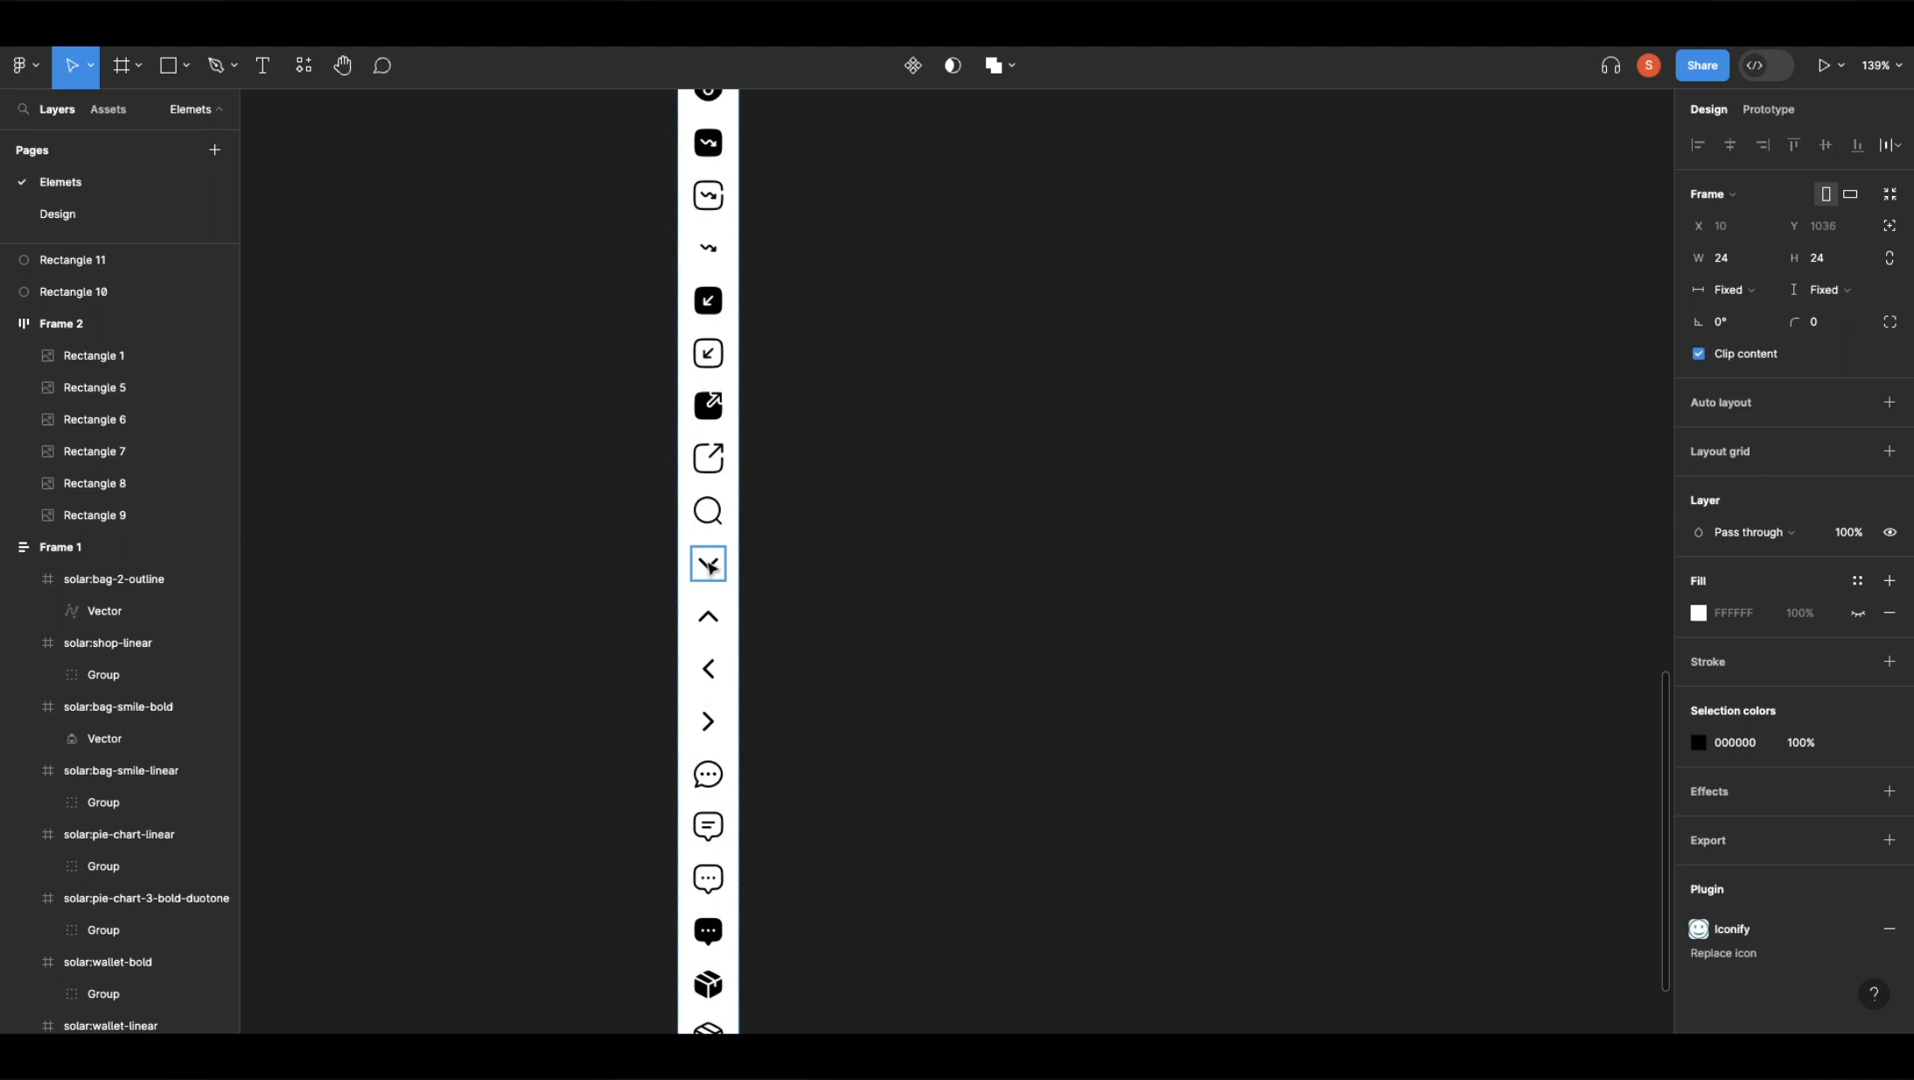 S
Share
139%
Layers
Assets
Elemets
Pages
Elemets
Design
Rectangle 11
Rectangle 10
Frame 2
Rectangle 1
Rectangle 5
Rectangle 6
Rectangle 7
Rectangle 8
Rectangle 9
Frame 1
solar:bag-2-outline
Vector
solar:shop-linear
Group
solar:bag-smile-bold
Vector
solar:bag-smile-linear
Group
solar:pie-chart-linear
Group
solar:pie-chart-3-bold-duotone
Group
solar:wallet-bold
Group
solar:wallet-linear
Design
Prototype
Frame
X 10
Y 1036
W 24
H 24
Fixed
Fixed
0°
0
Clip content
Auto layout
Layout grid
Layer
Pass through
100%
Fill
FFFFFF
100%
Stroke
Selection colors
000000
100%
Effects
Export
Plugin
Iconify
Replace icon
?